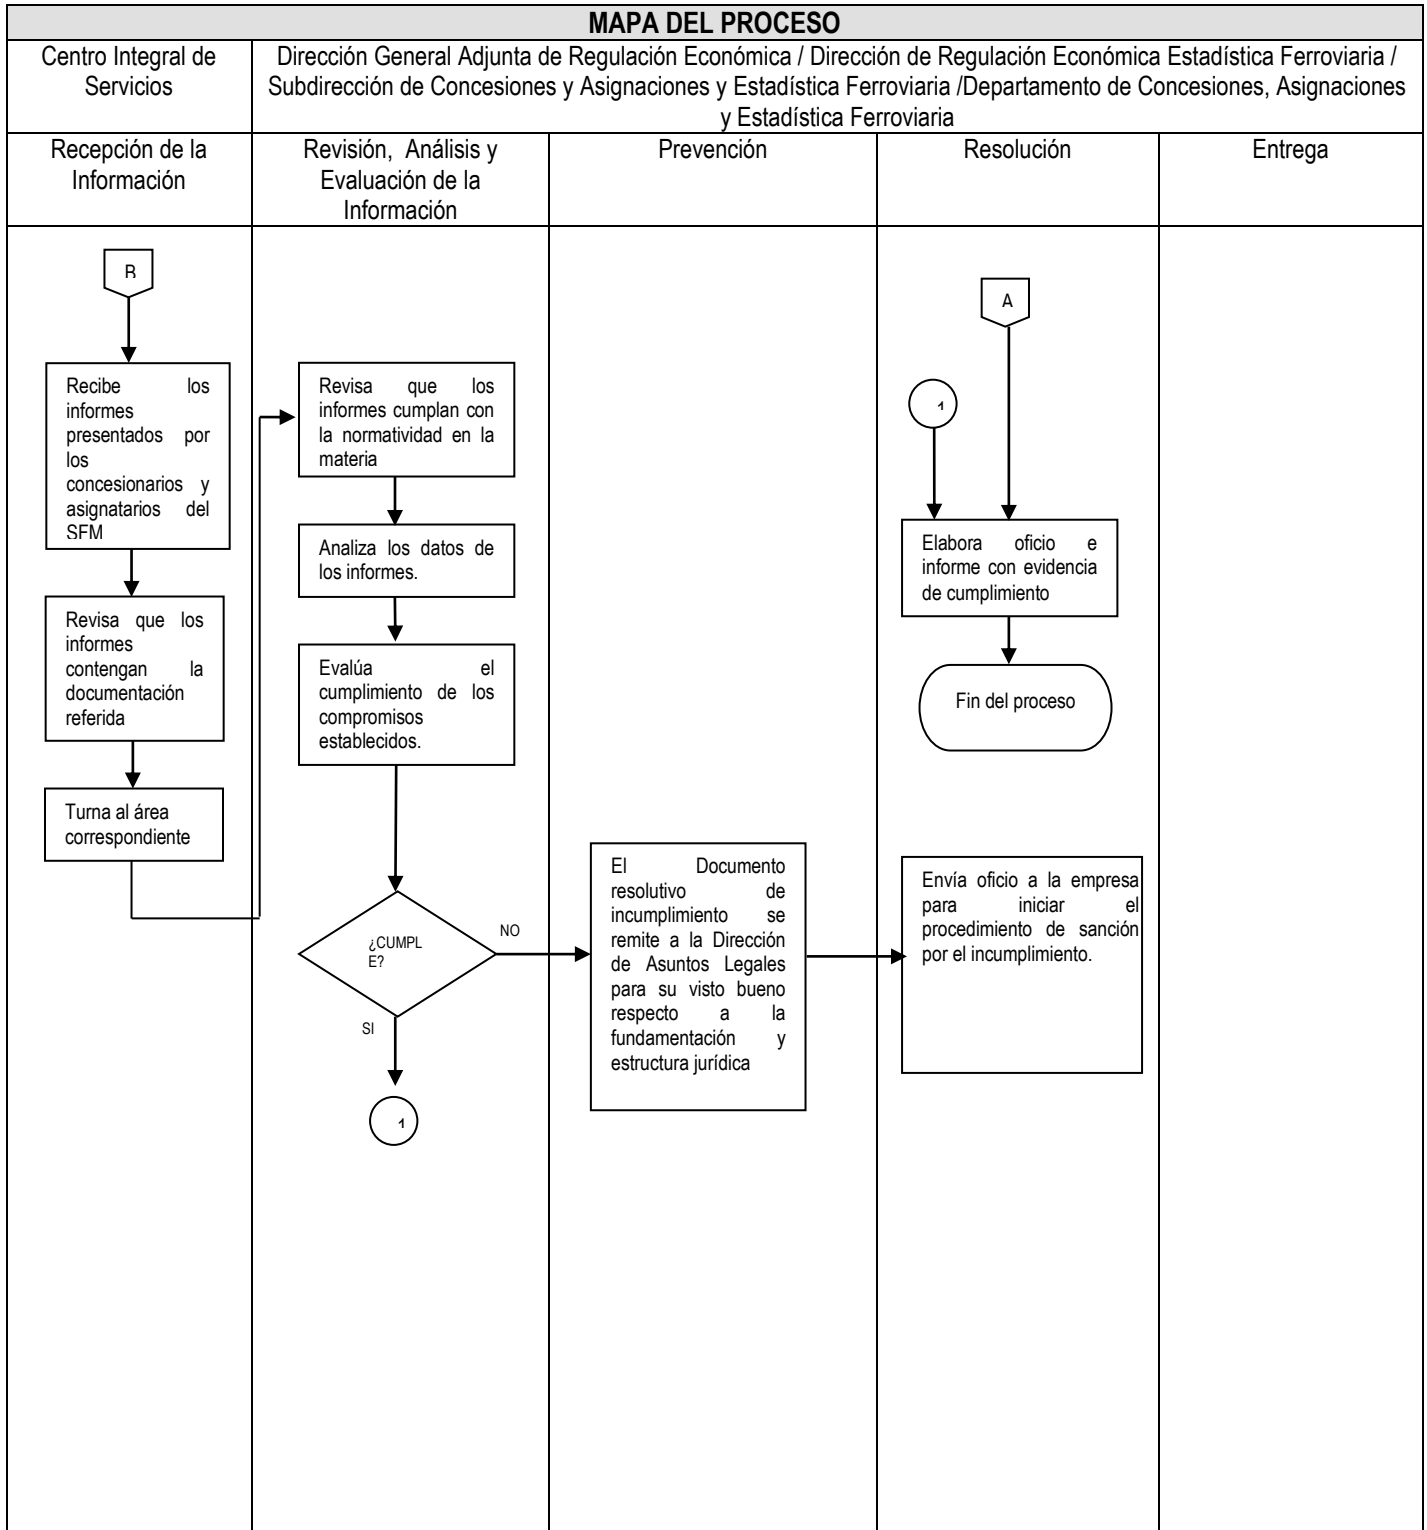 MAPA DEL PROCESO
Centro Integral de
Servicios
Dirección General Adjunta de Regulación Económica / Dirección de Regulación Económica Estadística Ferroviaria /
Subdirección de Concesiones y Asignaciones y Estadística Ferroviaria /Departamento de Concesiones, Asignaciones
y Estadística Ferroviaria
Recepción de la
Información
Revisión, Análisis y
Evaluación de la
Información
Prevención
Resolución
Entrega
B
Recibe los
informes
presentados por
los
concesionarios y
asignatarios del
SFM
Revisa que los
informes
contengan la
documentación
referida
Turna al área
correspondiente
Revisa que los
informes cumplan con
la normatividad en la
materia
Analiza los datos de
los informes.
Evalúa el
cumplimiento de los
compromisos
establecidos.
¿CUMPL
E?
NO
SI
1
El Documento
resolutivo de
incumplimiento se
remite a la Dirección
de Asuntos Legales
para su visto bueno
respecto a la
fundamentación y
estructura jurídica
A
1
Elabora oficio e
informe con evidencia
de cumplimiento
Fin del proceso
Envía oficio a la empresa
para iniciar el
procedimiento de sanción
por el incumplimiento.